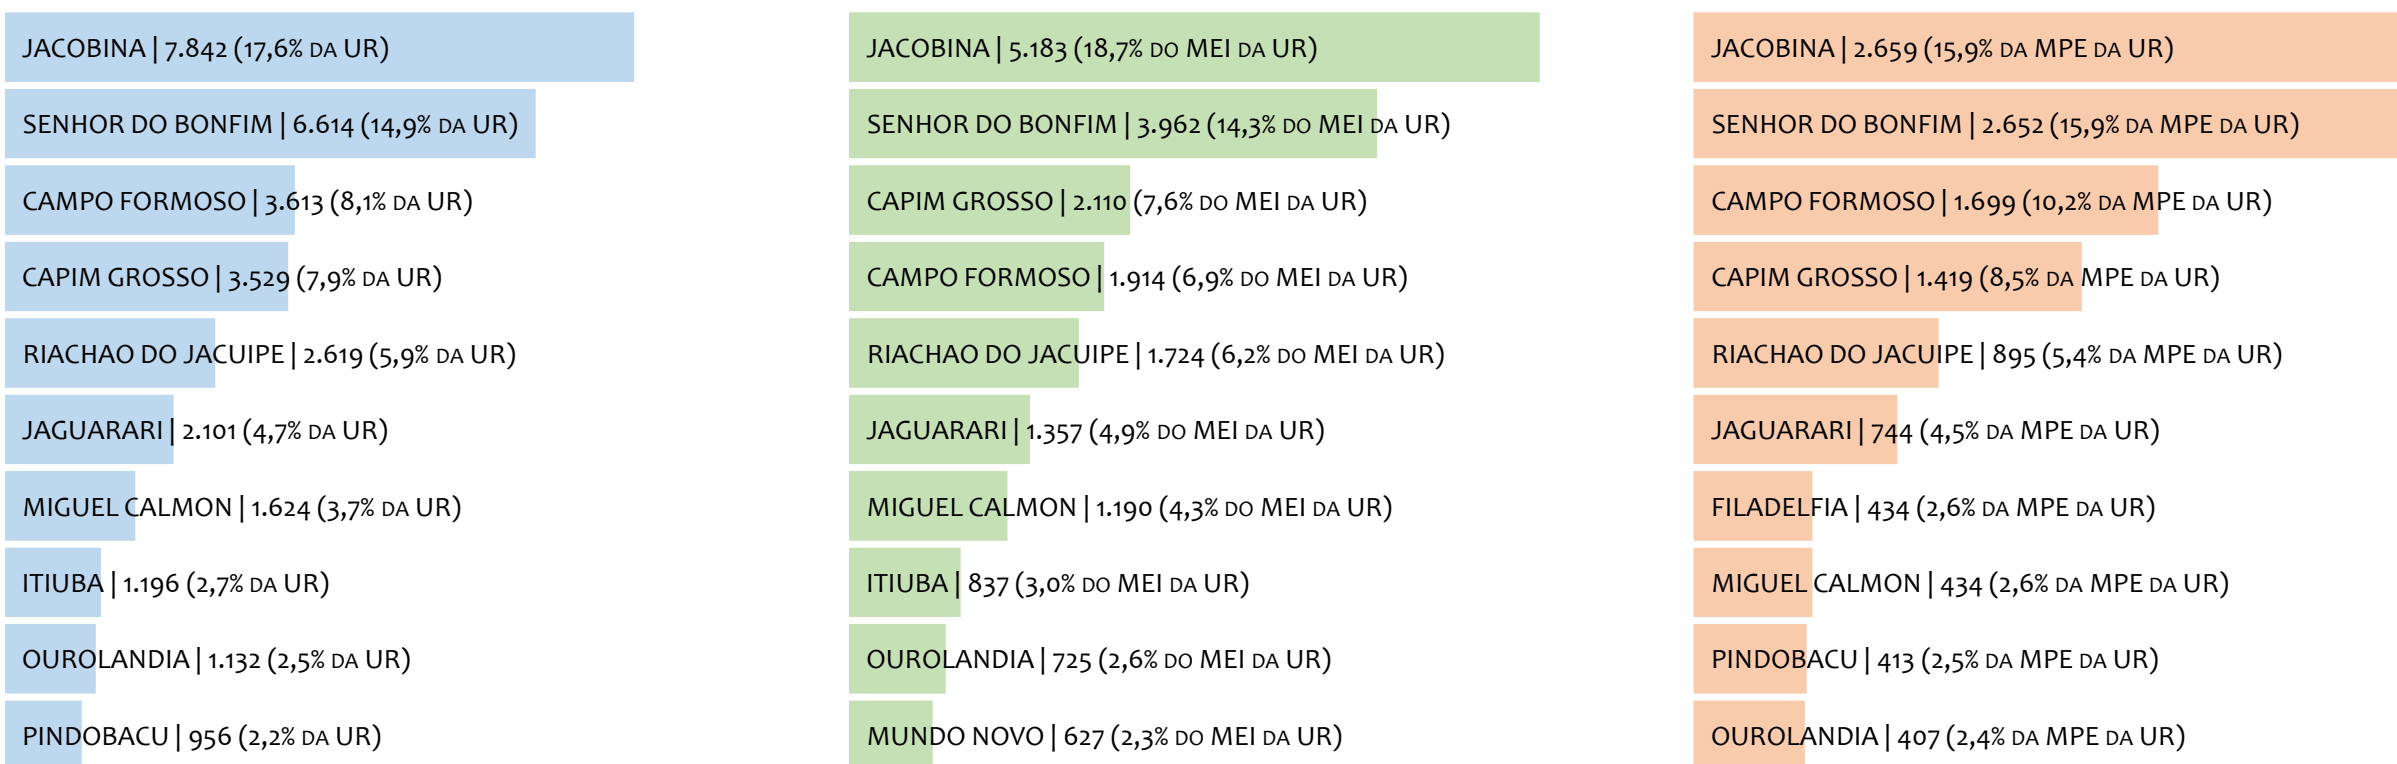 JACOBINA | 7.842 (17,6% DA UR)
SENHOR DO BONFIM | 6.614 (14,9% DA UR)
CAMPO FORMOSO | 3.613 (8,1% DA UR)
CAPIM GROSSO | 3.529 (7,9% DA UR)
RIACHAO DO JACUIPE | 2.619 (5,9% DA UR)
JAGUARARI | 2.101 (4,7% DA UR)
MIGUEL CALMON | 1.624 (3,7% DA UR)
ITIUBA | 1.196 (2,7% DA UR)
OUROLANDIA | 1.132 (2,5% DA UR)
PINDOBACU | 956 (2,2% DA UR)
JACOBINA | 5.183 (18,7% DO MEI DA UR)
SENHOR DO BONFIM | 3.962 (14,3% DO MEI DA UR)
CAPIM GROSSO | 2.110 (7,6% DO MEI DA UR)
CAMPO FORMOSO | 1.914 (6,9% DO MEI DA UR)
RIACHAO DO JACUIPE | 1.724 (6,2% DO MEI DA UR)
JAGUARARI | 1.357 (4,9% DO MEI DA UR)
MIGUEL CALMON | 1.190 (4,3% DO MEI DA UR)
ITIUBA | 837 (3,0% DO MEI DA UR)
OUROLANDIA | 725 (2,6% DO MEI DA UR)
MUNDO NOVO | 627 (2,3% DO MEI DA UR)
JACOBINA | 2.659 (15,9% DA MPE DA UR)
SENHOR DO BONFIM | 2.652 (15,9% DA MPE DA UR)
CAMPO FORMOSO | 1.699 (10,2% DA MPE DA UR)
CAPIM GROSSO | 1.419 (8,5% DA MPE DA UR)
RIACHAO DO JACUIPE | 895 (5,4% DA MPE DA UR)
JAGUARARI | 744 (4,5% DA MPE DA UR)
FILADELFIA | 434 (2,6% DA MPE DA UR)
MIGUEL CALMON | 434 (2,6% DA MPE DA UR)
PINDOBACU | 413 (2,5% DA MPE DA UR)
OUROLANDIA | 407 (2,4% DA MPE DA UR)